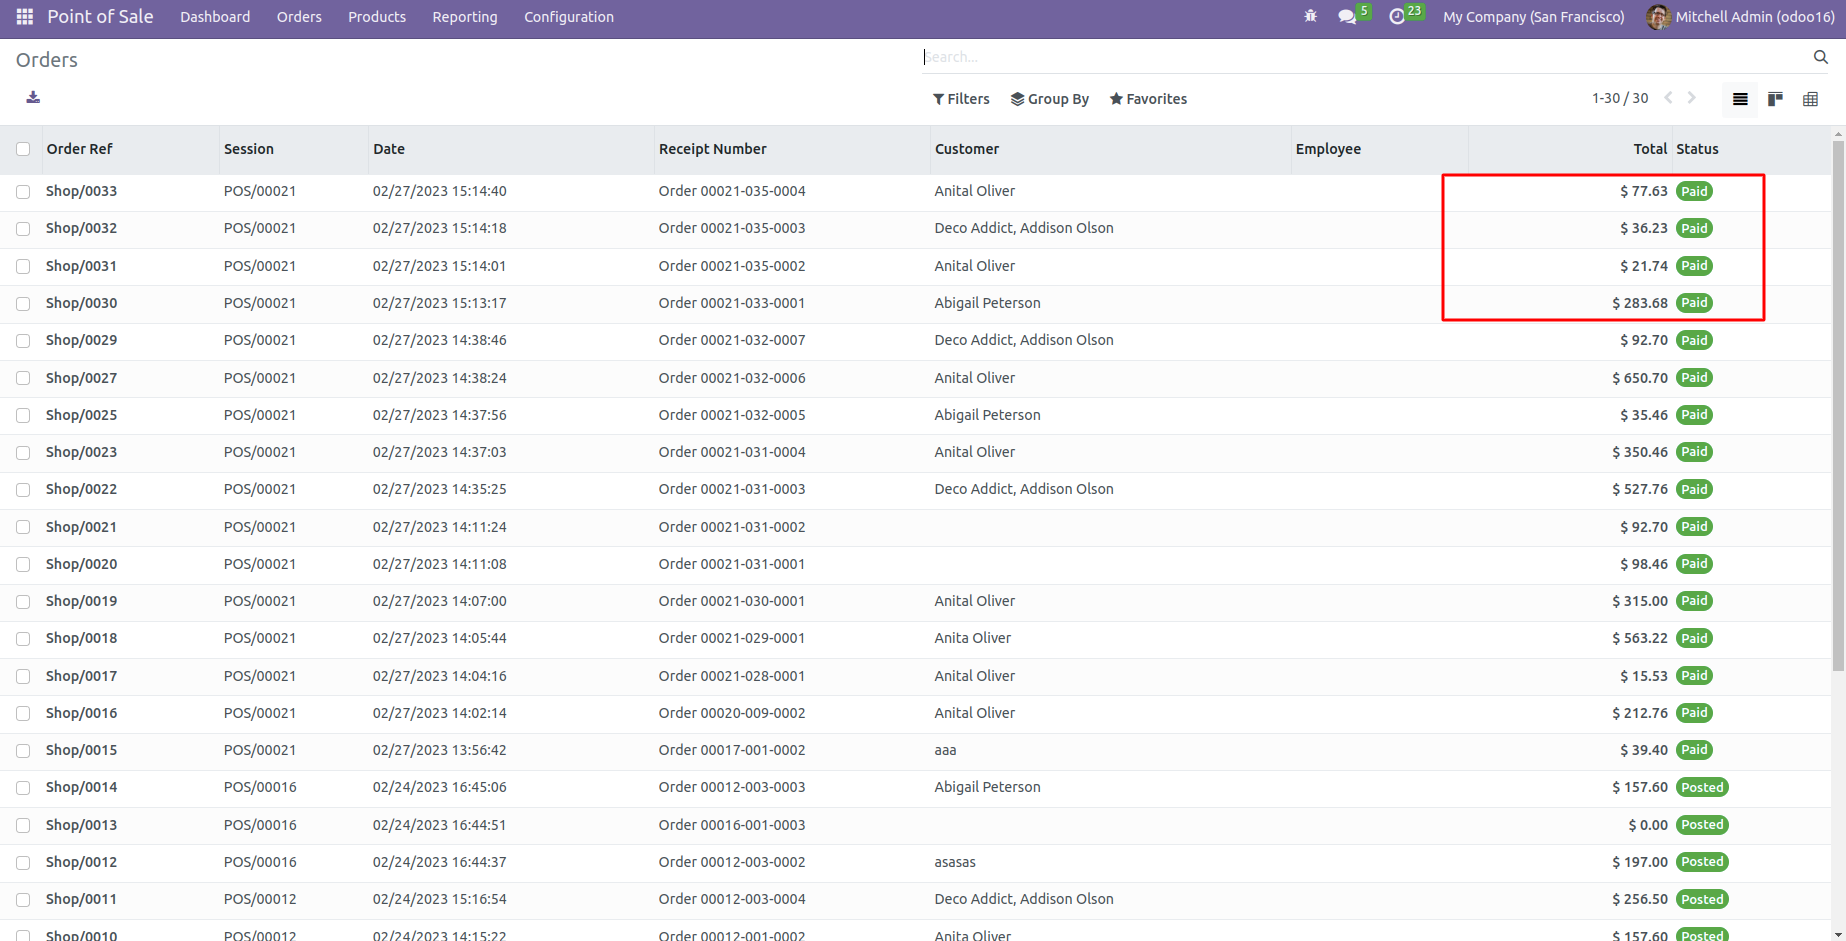 Point of Sale Dashboard Orders Products Reporting Configuration 5 23 My Company (San Francisco) Mitchell Admin (odoo16)
Orders Search...
Filters Group By Favorites 1-30 / 30
Order Ref Session Date Receipt Number Customer Employee Total Status
Shop/0033 POS/00021 02/27/2023 15:14:40 Order 00021-035-0004 Anital Oliver $ 77.63 Paid
Shop/0032 POS/00021 02/27/2023 15:14:18 Order 00021-035-0003 Deco Addict, Addison Olson $ 36.23 Paid
Shop/0031 POS/00021 02/27/2023 15:14:01 Order 00021-035-0002 Anital Oliver $ 21.74 Paid
Shop/0030 POS/00021 02/27/2023 15:13:17 Order 00021-033-0001 Abigail Peterson $ 283.68 Paid
Shop/0029 POS/00021 02/27/2023 14:38:46 Order 00021-032-0007 Deco Addict, Addison Olson $ 92.70 Paid
Shop/0027 POS/00021 02/27/2023 14:38:24 Order 00021-032-0006 Anital Oliver $ 650.70 Paid
Shop/0025 POS/00021 02/27/2023 14:37:56 Order 00021-032-0005 Abigail Peterson $ 35.46 Paid
Shop/0023 POS/00021 02/27/2023 14:37:03 Order 00021-031-0004 Anital Oliver $ 350.46 Paid
Shop/0022 POS/00021 02/27/2023 14:35:25 Order 00021-031-0003 Deco Addict, Addison Olson $ 527.76 Paid
Shop/0021 POS/00021 02/27/2023 14:11:24 Order 00021-031-0002 $ 92.70 Paid
Shop/0020 POS/00021 02/27/2023 14:11:08 Order 00021-031-0001 $ 98.46 Paid
Shop/0019 POS/00021 02/27/2023 14:07:00 Order 00021-030-0001 Anital Oliver $ 315.00 Paid
Shop/0018 POS/00021 02/27/2023 14:05:44 Order 00021-029-0001 Anita Oliver $ 563.22 Paid
Shop/0017 POS/00021 02/27/2023 14:04:16 Order 00021-028-0001 Anital Oliver $ 15.53 Paid
Shop/0016 POS/00021 02/27/2023 14:02:14 Order 00020-009-0002 Anital Oliver $ 212.76 Paid
Shop/0015 POS/00021 02/27/2023 13:56:42 Order 00017-001-0002 aaa $ 39.40 Paid
Shop/0014 POS/00016 02/24/2023 16:45:06 Order 00012-003-0003 Abigail Peterson $ 157.60 Posted
Shop/0013 POS/00016 02/24/2023 16:44:51 Order 00016-001-0003 $ 0.00 Posted
Shop/0012 POS/00016 02/24/2023 16:44:37 Order 00012-003-0002 asasas $ 197.00 Posted
Shop/0011 POS/00012 02/24/2023 15:16:54 Order 00012-003-0004 Deco Addict, Addison Olson $ 256.50 Posted
Shop/0010 POS/00012 02/24/2023 14:15:22 Order 00012-001-0002 Anita Oliver $ 157.60 Posted